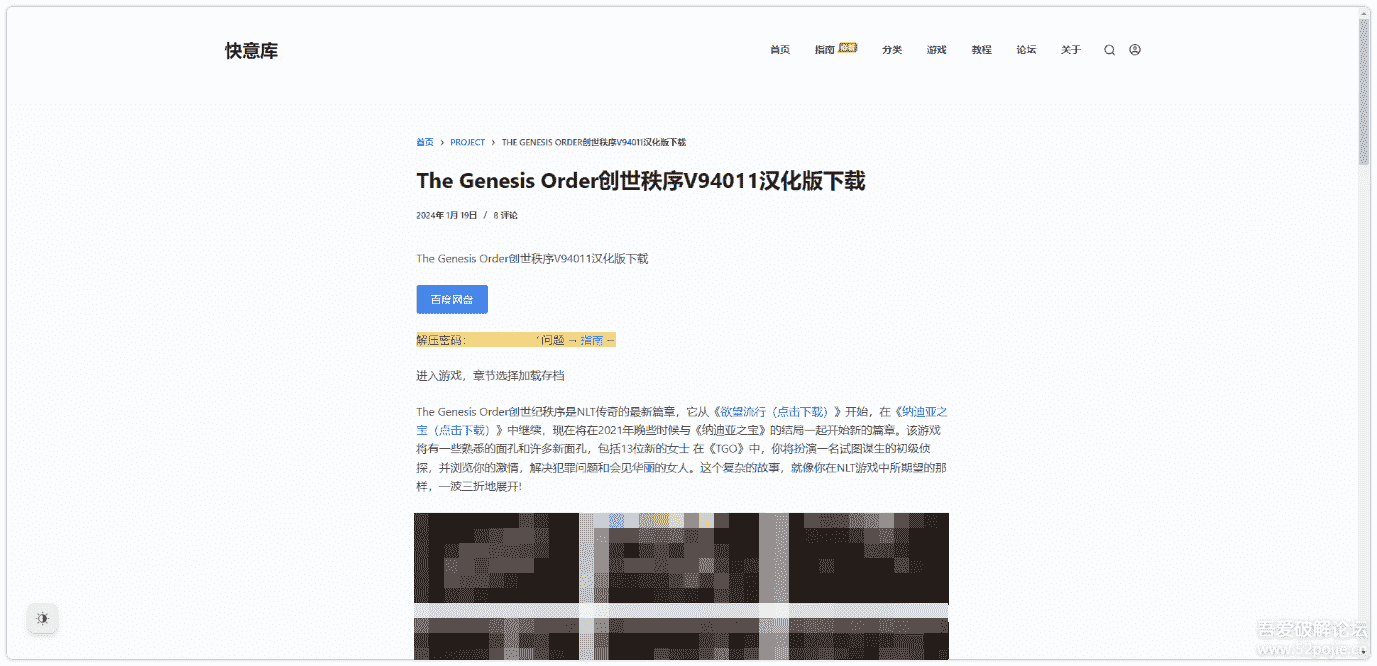 快意库
首页 指南 必看 分类 游戏 教程 论坛 关于
首页 > PROJECT > THE GENESIS ORDER创世秩序V94011汉化版下载
The Genesis Order创世秩序V94011汉化版下载
2024年 1月 19日 / 8 评论
The Genesis Order创世秩序V94011汉化版下载
百度网盘
解压密码: 问题 → 指南 ←
进入游戏，章节选择加载存档
The Genesis Order创世纪秩序是NLT传奇的最新篇章，它从《欲望流行（点击下载）》开始，在《纳迪亚之
宝（点击下载）》中继续，现在将在2021年晚些时候与《纳迪亚之宝》的结局一起开始新的篇章。该游戏
将有一些熟悉的面孔和许多新面孔，包括13位新的女士 在《TGO》中，你将扮演一名试图谋生的初级侦
探，并浏览你的激情，解决犯罪问题和会见华丽的女人。这个复杂的故事，就像你在NLT游戏中所期望的那
样，一波三折地展开!
吾爱破解论坛
www.52pojie.cn